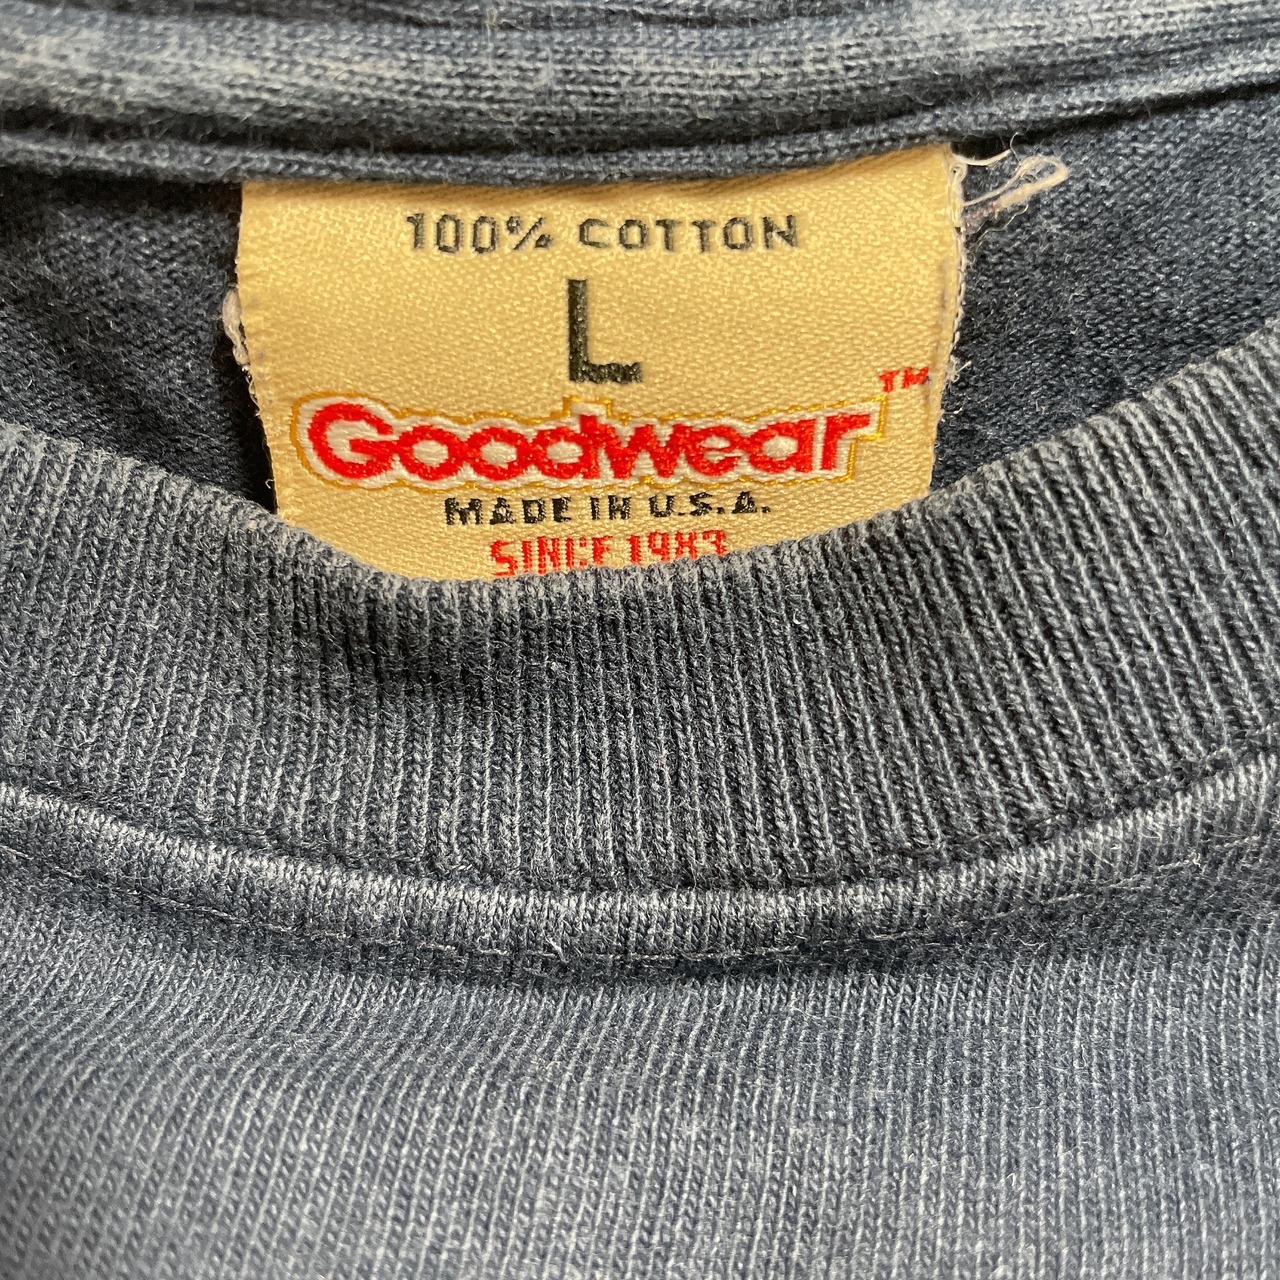 100% COTTON
L
Goodwear™
MADE IN U.S.A.
SINCE 1983